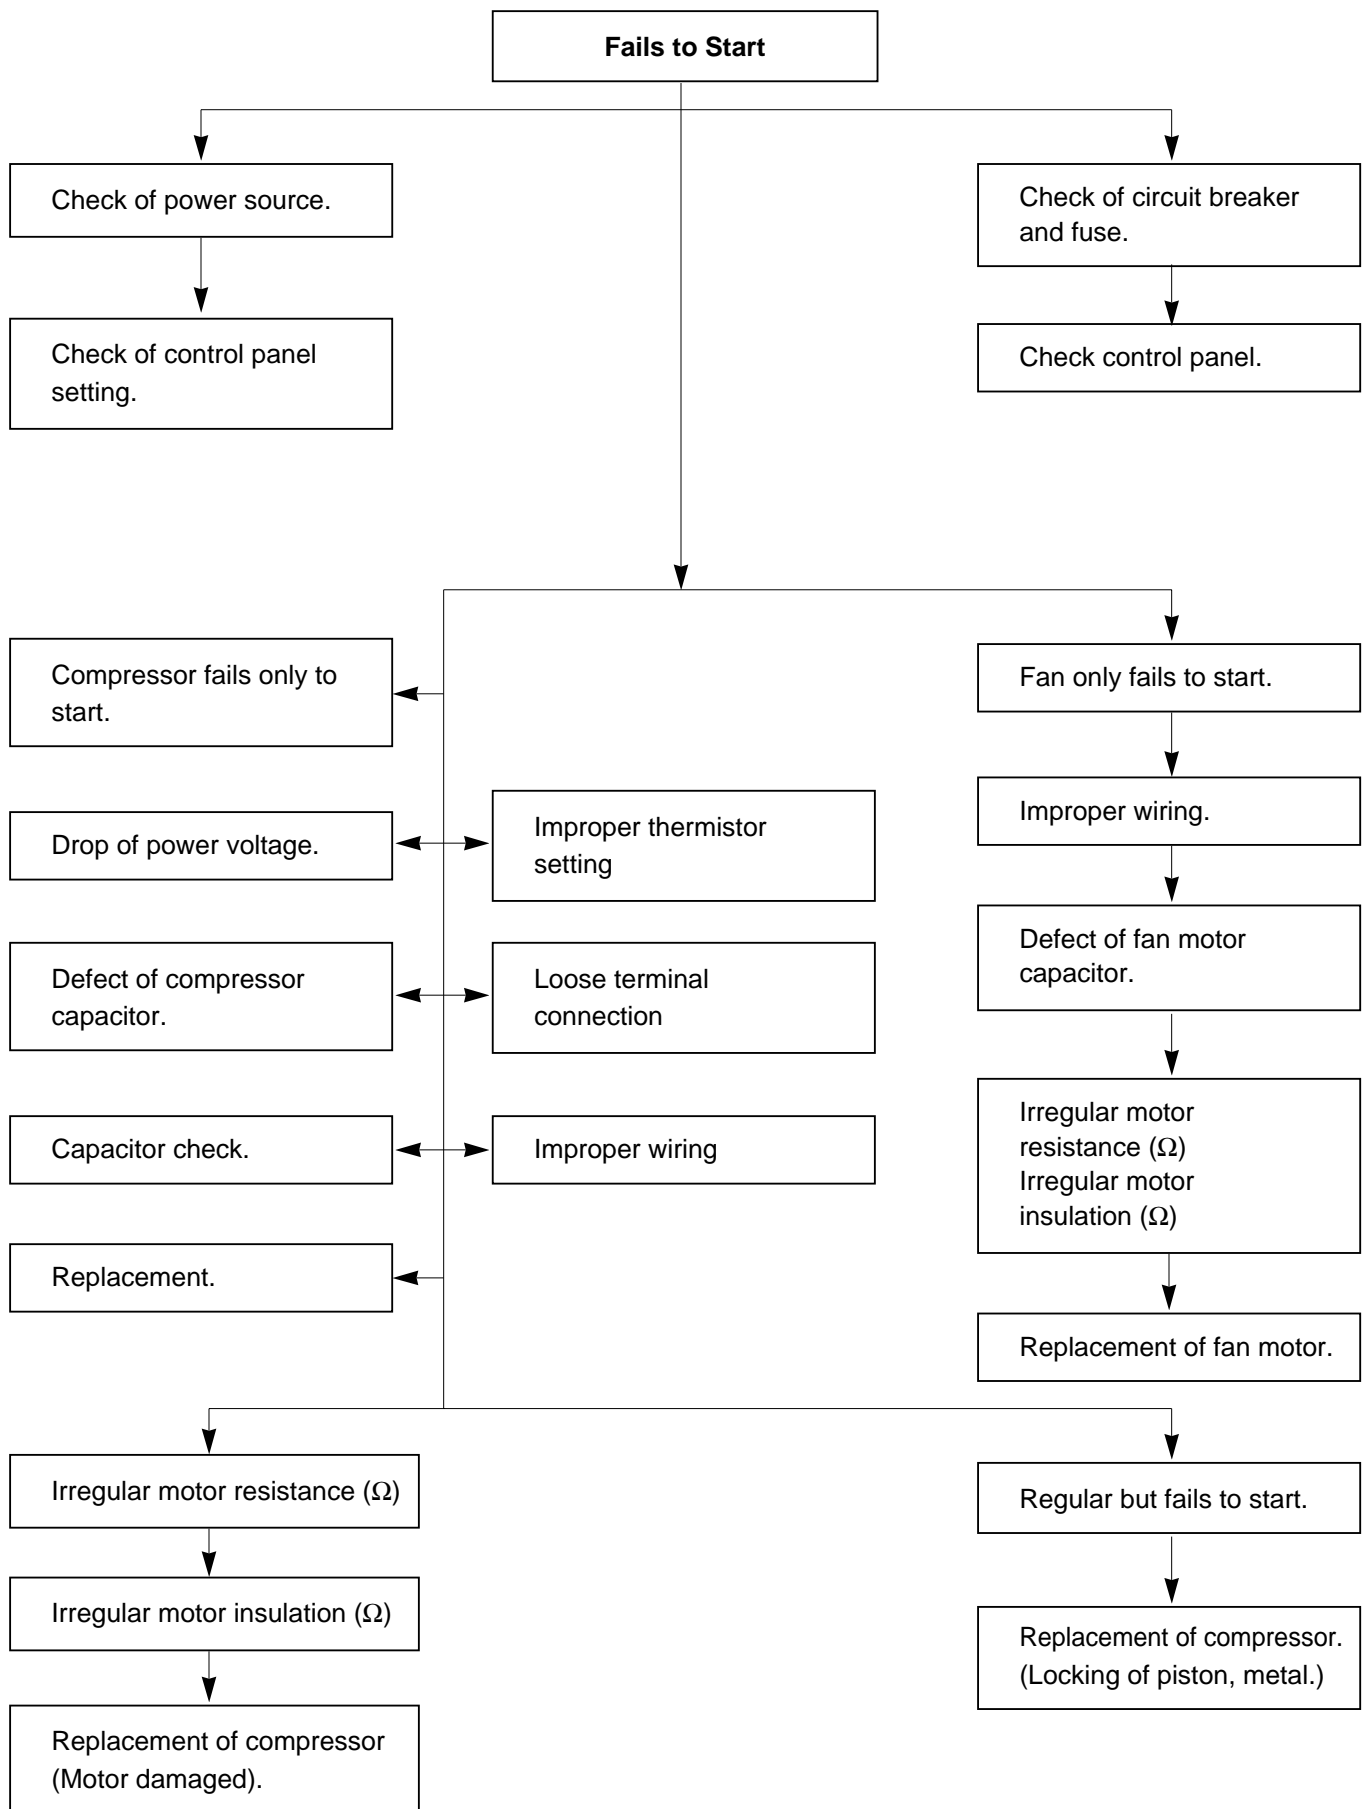 Fails to Start
Check of power source.
Check of circuit breaker
and fuse.
Check of control panel
setting.
Check control panel.
Compressor fails only to
start.
Fan only fails to start.
Drop of power voltage.
Improper thermistor
setting
Improper wiring.
Defect of compressor
capacitor.
Loose terminal
connection
Defect of fan motor
capacitor.
Capacitor check.
Improper wiring
Irregular motor
resistance (Ω)
Irregular motor
insulation (Ω)
Replacement.
Replacement of fan motor.
Irregular motor resistance (Ω)
Regular but fails to start.
Irregular motor insulation (Ω)
Replacement of compressor.
(Locking of piston, metal.)
Replacement of compressor
(Motor damaged).